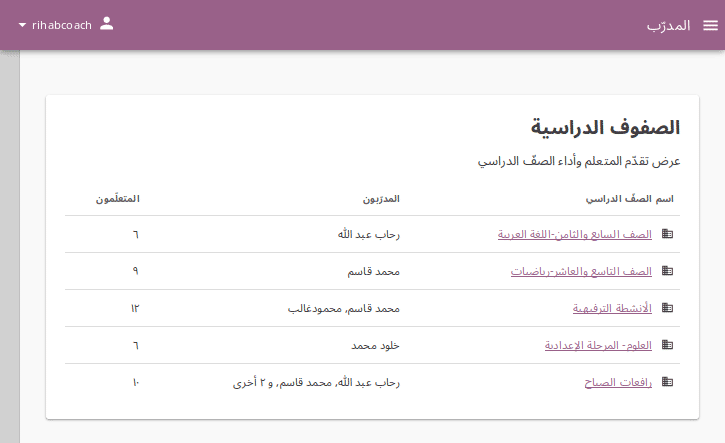 المدرّب
rihabcoach
الصفوف الدراسية
عرض تقدّم المتعلم وأداء الصفّ الدراسي
اسم الصفّ الدراسي المدرّبون المتعلّمون
الصف السابع والثامن-اللغة العربية رحاب عبد الله ٦
الصف التاسع والعاشر-رياضيات محمد قاسم ٩
الأنشطة الترفيهية محمد قاسم, محمودغالب ١٢
العلوم- المرحلة الإعدادية خلود محمد ٦
رافعات الصباح رحاب عبد الله, محمد قاسم, و ٢ أخرى ١٠